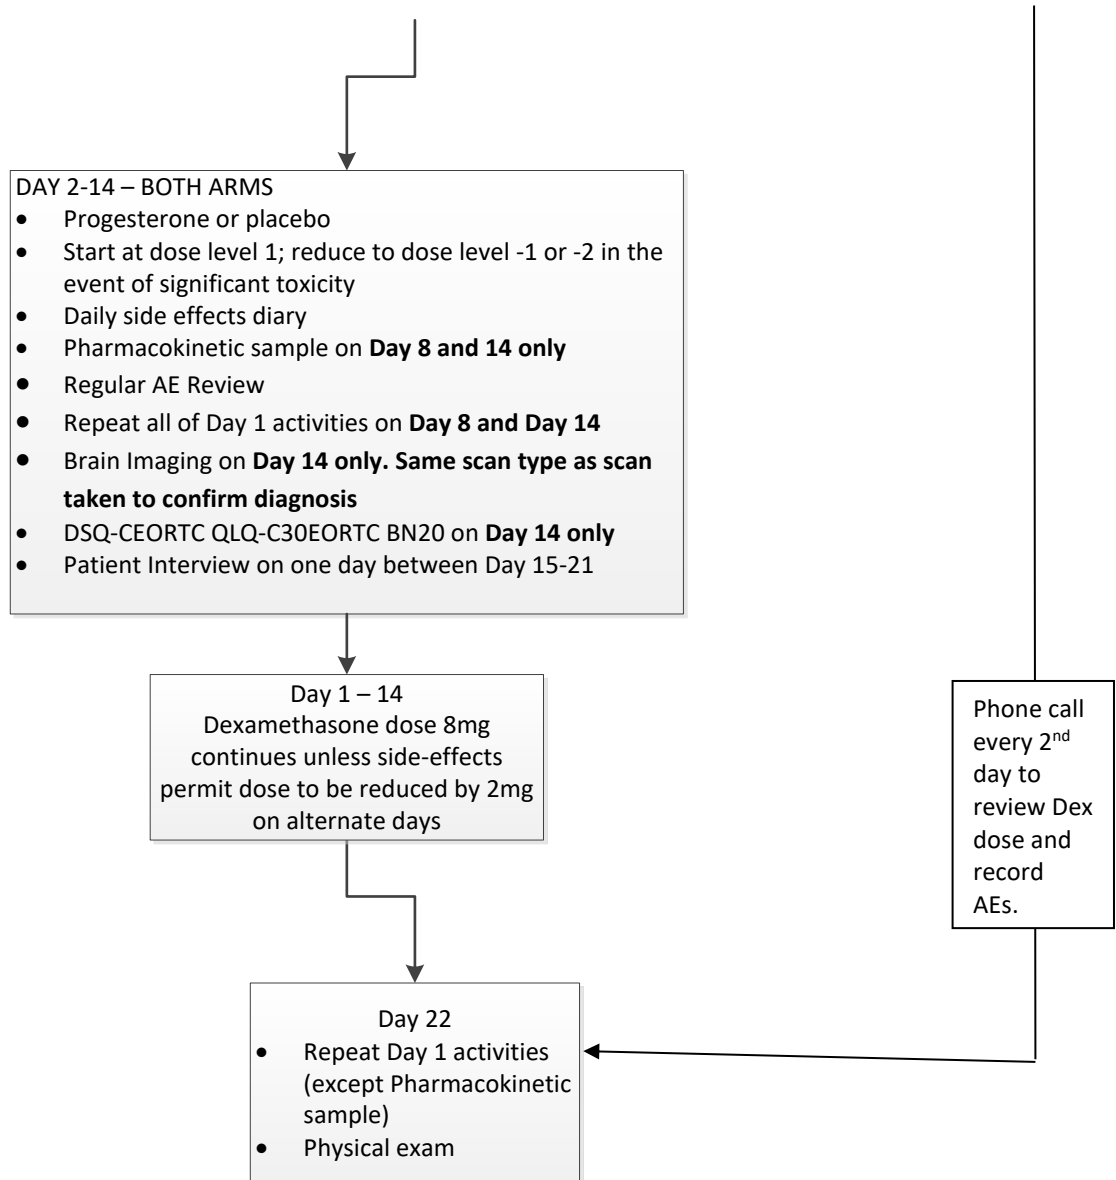 DAY 2-14 – BOTH ARMS
• Progesterone or placebo
• Start at dose level 1; reduce to dose level -1 or -2 in the
event of significant toxicity
• Daily side effects diary
• Pharmacokinetic sample on Day 8 and 14 only
• Regular AE Review
• Repeat all of Day 1 activities on Day 8 and Day 14
• Brain Imaging on Day 14 only. Same scan type as scan
taken to confirm diagnosis
• DSQ-CEORTC QLQ-C30EORTC BN20 on Day 14 only
• Patient Interview on one day between Day 15-21
Day 1 – 14
Dexamethasone dose 8mg
continues unless side-effects
permit dose to be reduced by 2mg
on alternate days
Phone call
every 2nd
day to
review Dex
dose and
record
AEs.
Day 22
• Repeat Day 1 activities
(except Pharmacokinetic
sample)
• Physical exam